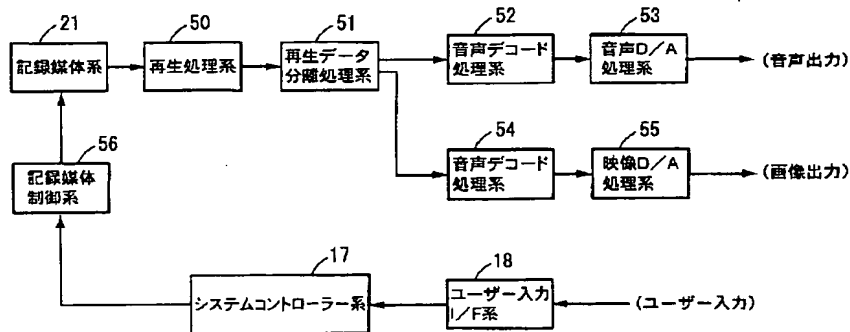 21
50
51
52
53
記録媒体系
再生処理系
再生データ
分離処理系
音声デコード
処理系
音声D/A
処理系
(音声出力)
56
54
55
記録媒体
制御系
音声デコード
処理系
映像D/A
処理系
(画像出力)
17
18
システムコントローラー系
ユーザー入力
I/F系
(ユーザー入力)